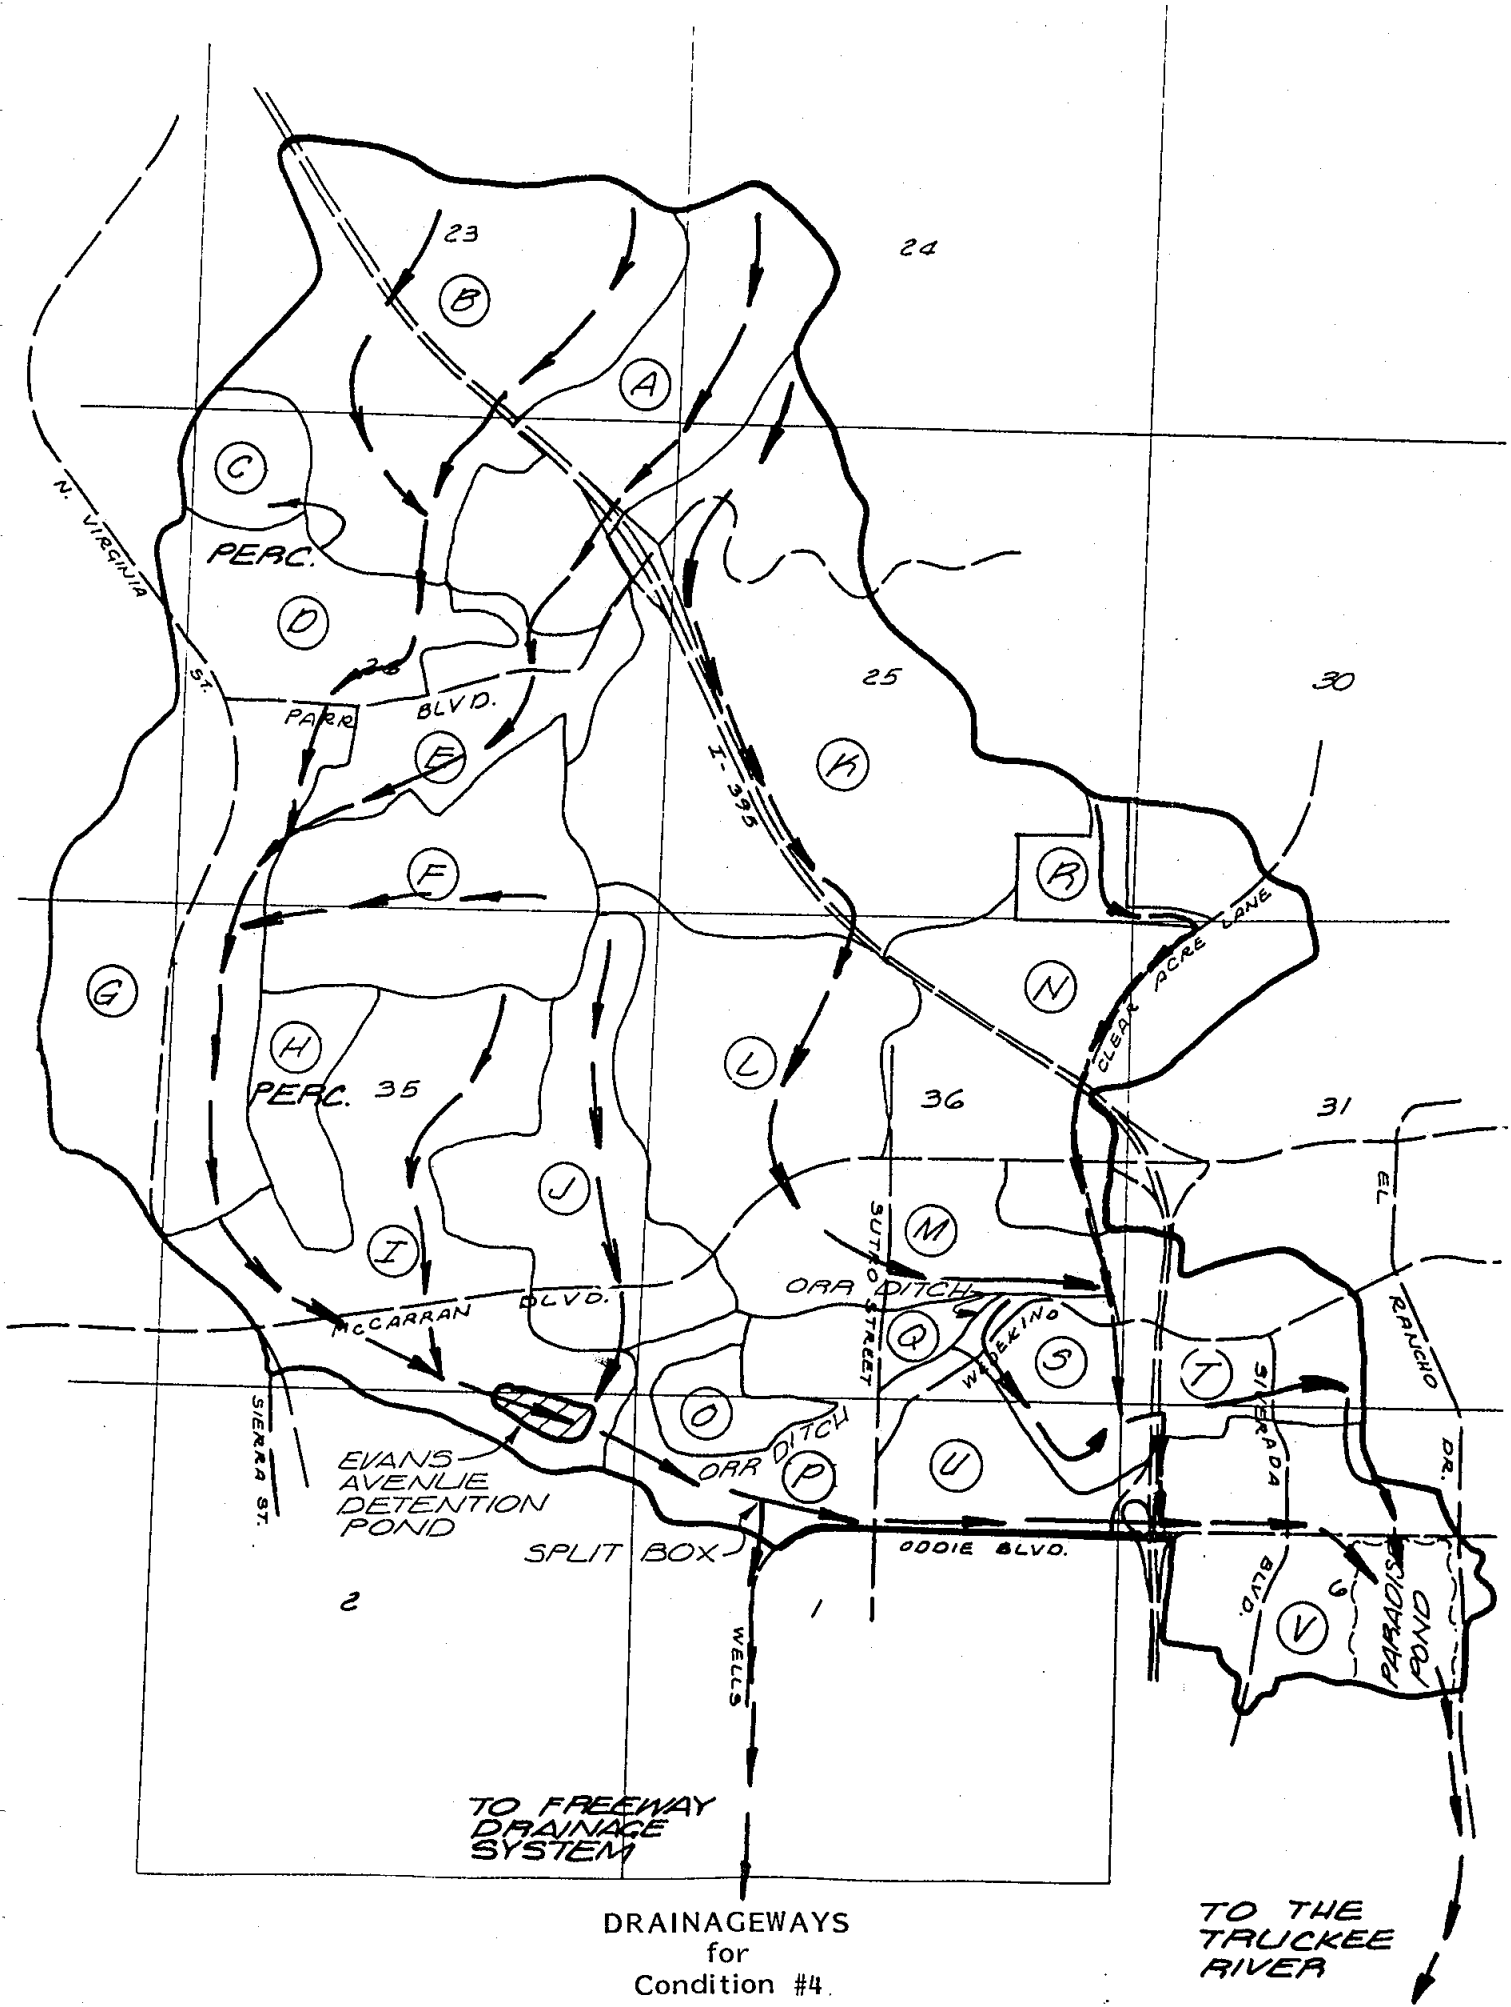 23
24
B
A
C
N. VIRGINIA ST.
PERC.
D
26
25
30
PARR BLVD.
E
I-395
K
F
R
CLEAR ACRE LANE
G
N
H
PERC.
35
L
36
31
EL RANCHO DR.
J
I
M
SUTRO STREET
ORR DITCH
McCARRAN BLVD.
Q
WEDEKIND
S
T
SILVERADA BLVD.
SIERRA ST.
O
ORR DITCH
P
U
EVANS
AVENUE
DETENTION
POND
SPLIT BOX
ODDIE BLVD.
2
1
6
V
PARADISE
POND
WELLS
TO FREEWAY
DRAINAGE
SYSTEM
TO THE
TRUCKEE
RIVER
DRAINAGEWAYS
for
Condition #4.